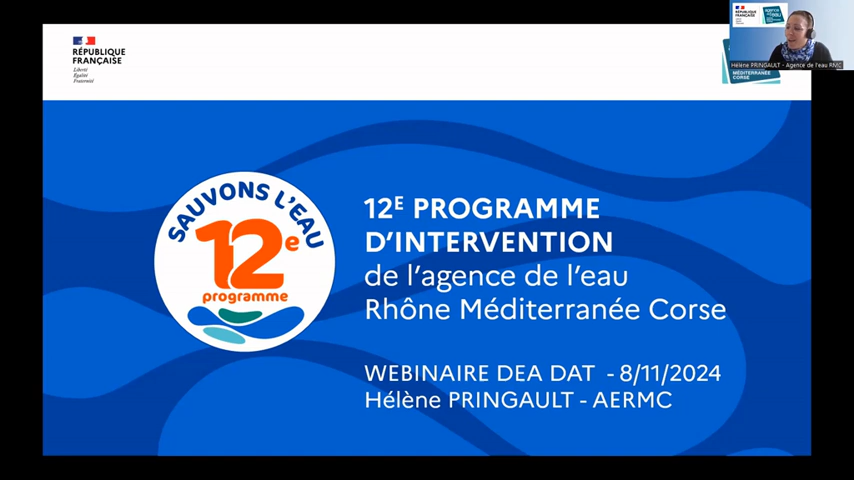 RÉPUBLIQUE
FRANÇAISE
Liberté
Égalité
Fraternité
Hélène PRINGAULT - Agence de l'eau RMC
MÉDITERRANÉE
CORSE
SAUVONS L'EAU
12e
programme
12E PROGRAMME
D'INTERVENTION
de l'agence de l'eau
Rhône Méditerranée Corse
WEBINAIRE DEA DAT - 8/11/2024
Hélène PRINGAULT - AERMC